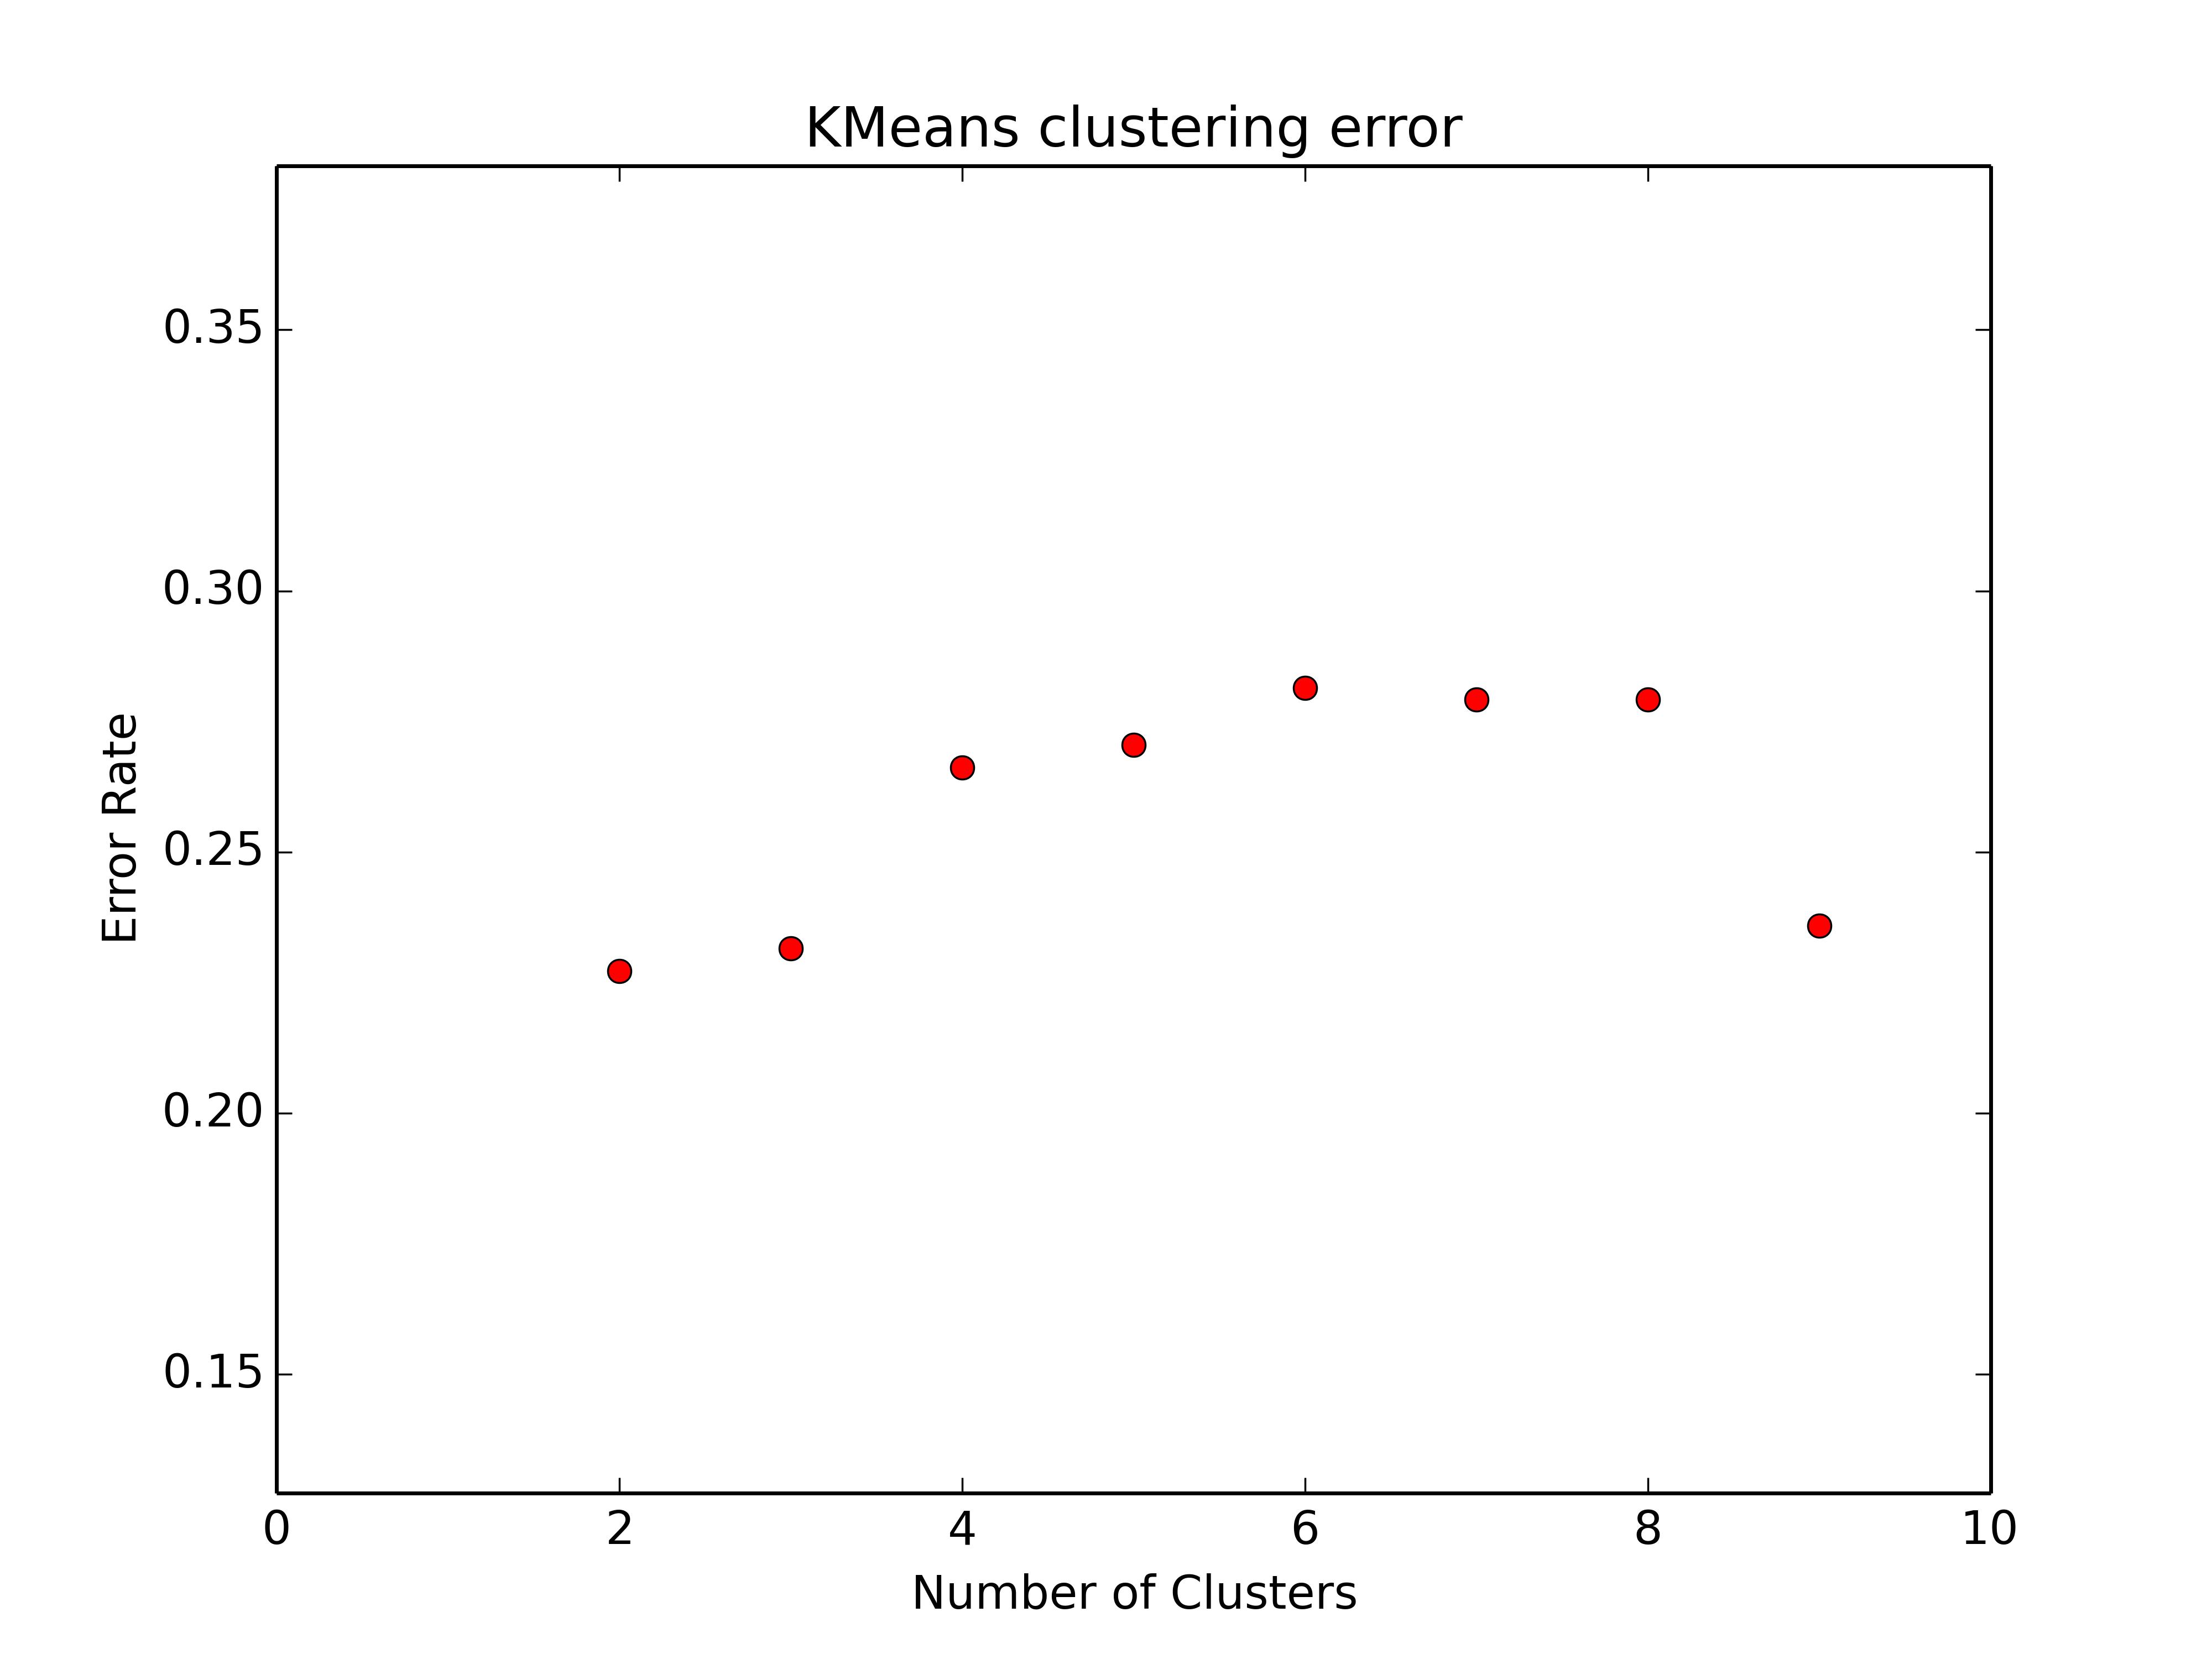 KMeans clustering error
0.35
0.30
0.25
0.20
0.15
Error Rate
0 2 4 6 8 10
Number of Clusters